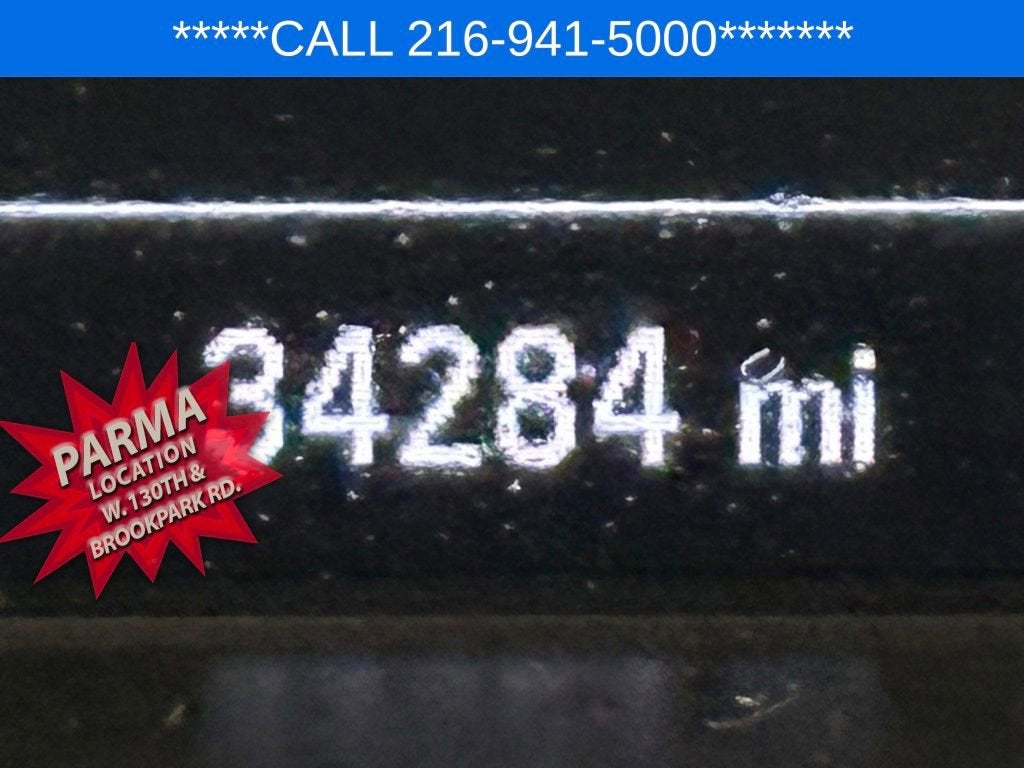 *****CALL 216-941-5000*******
34284 mi
PARMA
LOCATION
W. 130TH &
BROOKPARK RD.